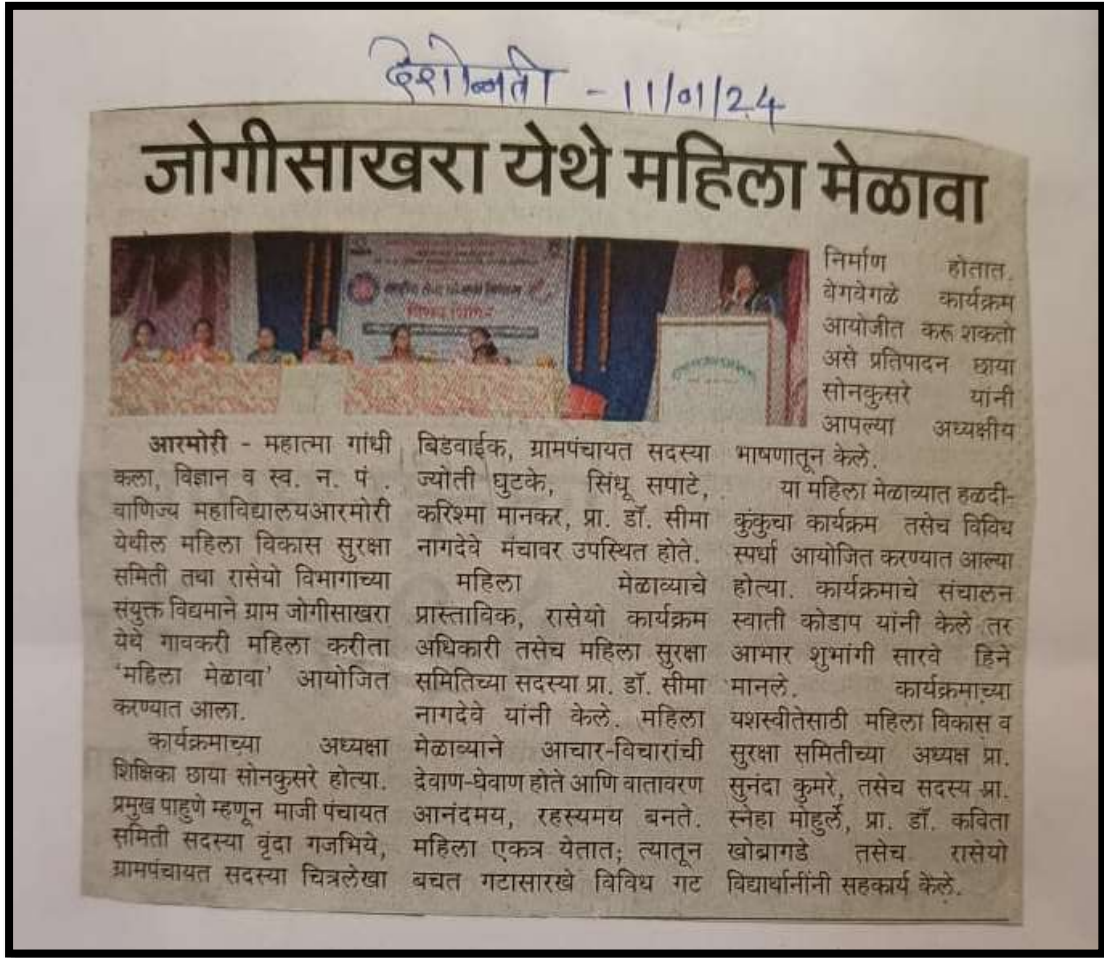 देशोन्नती - 11/01/24
जोगीसाखरा येथे महिला मेळावा
आरमोरी - महात्मा गांधी
कला, विज्ञान व स्व. न. पं .
वाणिज्य महाविद्यालयआरमोरी
येथील महिला विकास सुरक्षा
समिती तथा रासेयो विभागाच्या
संयुक्त विद्यमाने ग्राम जोगीसाखरा
येथे गावकरी महिला करीता
‘महिला मेळावा’ आयोजित
करण्यात आला.
कार्यक्रमाच्या अध्यक्षा
शिक्षिका छाया सोनकुसरे होत्या.
प्रमुख पाहुणे म्हणून माजी पंचायत
समिती सदस्या वृंदा गजभिये,
ग्रामपंचायत सदस्या चित्रलेखा
बिडेवाईक, ग्रामपंचायत सदस्या
ज्योती घुटके, सिंधू सपाटे,
करिश्मा मानकर, प्रा. डॉ. सीमा
नागदेवे मंचावर उपस्थित होते.
महिला मेळाव्याचे
प्रास्ताविक, रासेयो कार्यक्रम
अधिकारी तसेच महिला सुरक्षा
समितिच्या सदस्या प्रा. डॉ. सीमा
नागदेवे यांनी केले. महिला
मेळाव्याने आचार-विचारांची
देवाण-घेवाण होते आणि वातावरण
आनंदमय, रहस्यमय बनते.
महिला एकत्र येतात; त्यातून
बचत गटासारखे विविध गट
निर्माण होतात.
वेगवेगळे कार्यक्रम
आयोजीत करू शकतो
असे प्रतिपादन छाया
सोनकुसरे यांनी
आपल्या अध्यक्षीय
भाषणातून केले.
या महिला मेळाव्यात हळदी-
कुंकुचा कार्यक्रम तसेच विविध
स्पर्धा आयोजित करण्यात आल्या
होत्या. कार्यक्रमाचे संचालन
स्वाती कोडाप यांनी केले तर
आभार शुभांगी सारवे हिने
मानले. कार्यक्रमाच्या
यशस्वीतेसाठी महिला विकास व
सुरक्षा समितीच्या अध्यक्ष प्रा.
सुनंदा कुमरे, तसेच सदस्य प्रा.
स्नेहा मोहुर्ले, प्रा. डॉ. कविता
खोब्रागडे तसेच रासेयो
विद्यार्थानींनी सहकार्य केले.